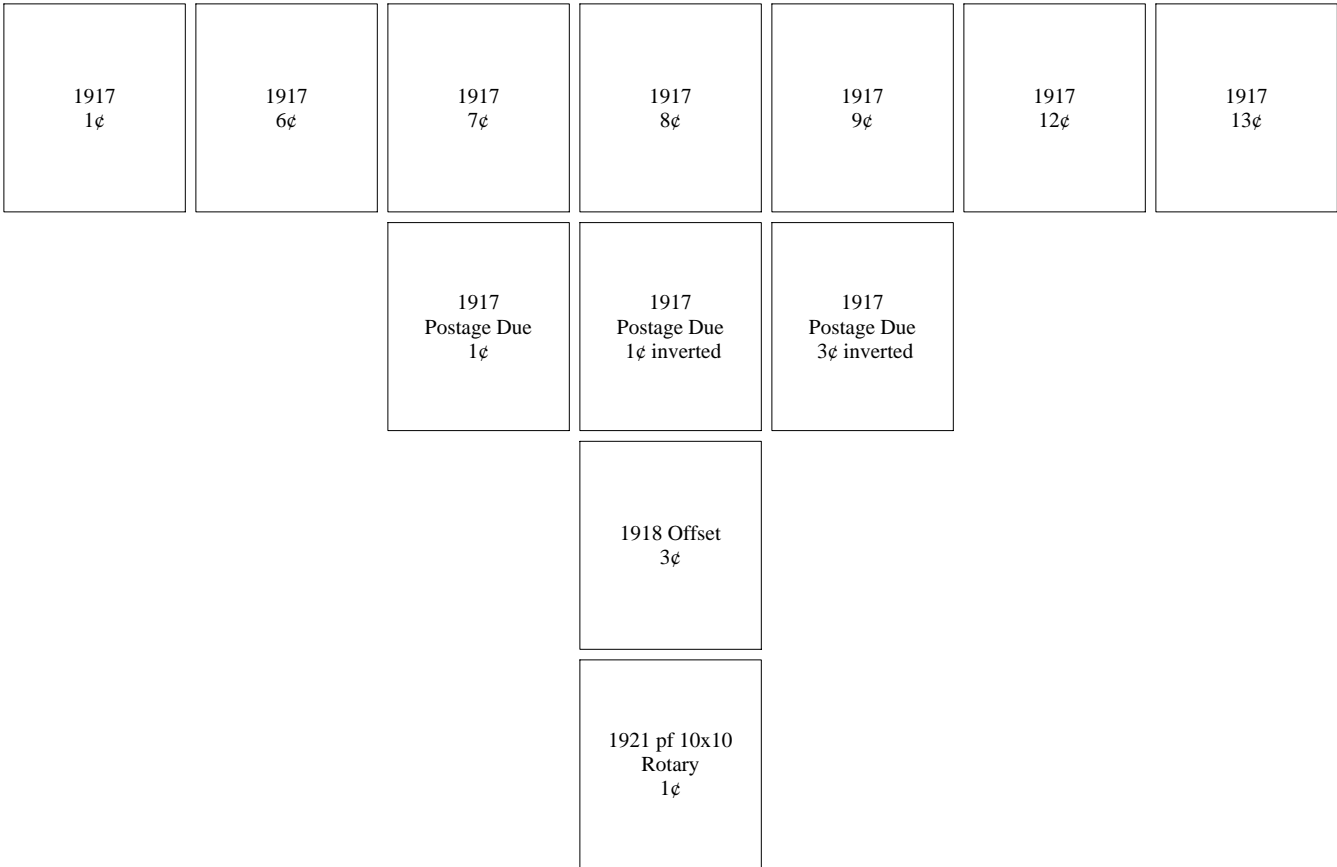 1917
1¢
1917
6¢
1917
7¢
1917
8¢
1917
9¢
1917
12¢
1917
13¢
1917
Postage Due
1¢
1917
Postage Due
1¢ inverted
1917
Postage Due
3¢ inverted
1918 Offset
3¢
1921 pf 10x10
Rotary
1¢